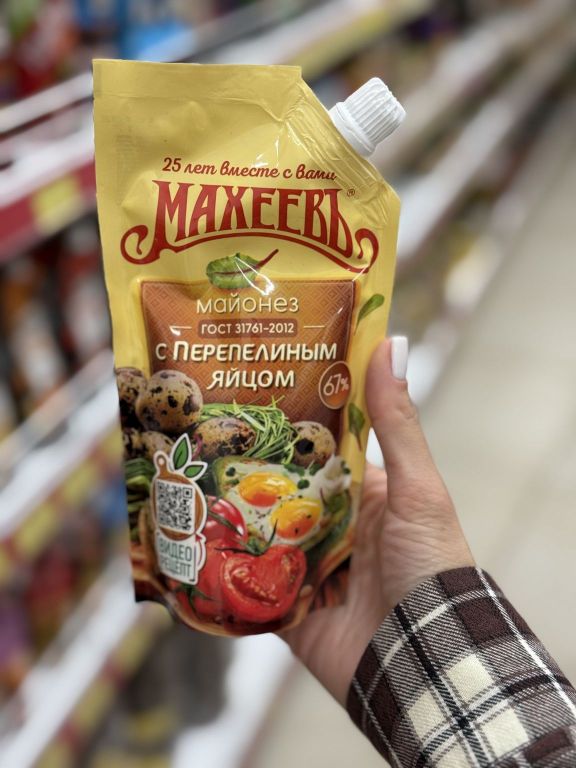 25 лет вместе с вами
МАХЕЕВЪ®
майонез
ГОСТ 31761-2012
с Перепелиным
яйцом
67%
ВИДЕО
РЕЦЕПТ